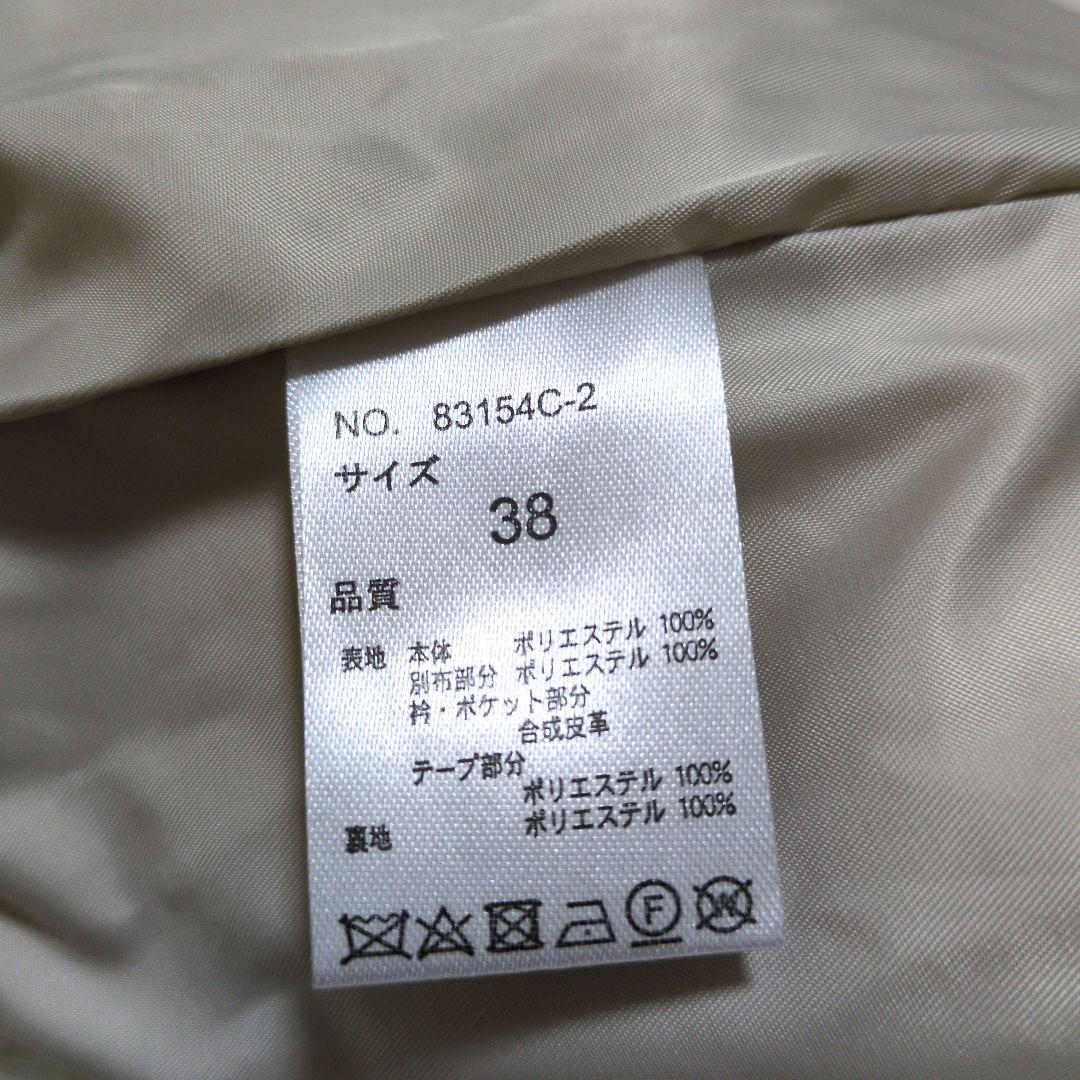 NO. 83154C-2
サイズ
38
品質
表地 本体 ポリエステル 100%
別布部分 ポリエステル 100%
衿・ポケット部分
合成皮革
テープ部分
ポリエステル 100%
裏地 ポリエステル 100%
F W